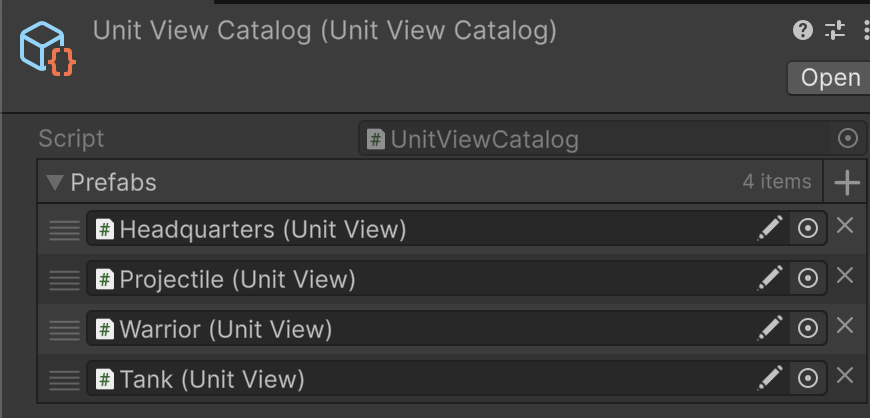 Unit View Catalog (Unit View Catalog)
Open
Script
UnitViewCatalog
Prefabs
4 items
Headquarters (Unit View)
Projectile (Unit View)
Warrior (Unit View)
Tank (Unit View)